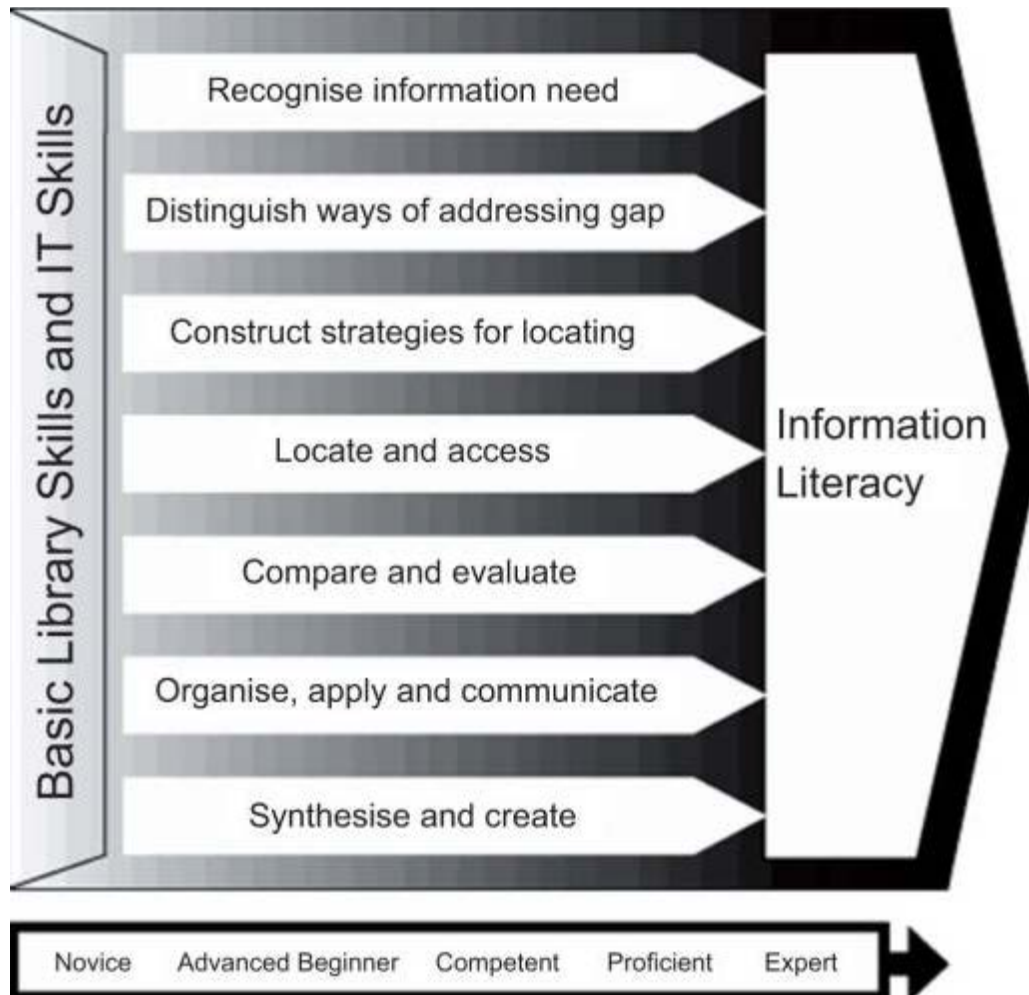 Basic Library Skills and IT Skills
Recognise information need
Distinguish ways of addressing gap
Construct strategies for locating
Locate and access
Compare and evaluate
Organise, apply and communicate
Synthesise and create
Information
Literacy
Novice Advanced Beginner Competent Proficient Expert